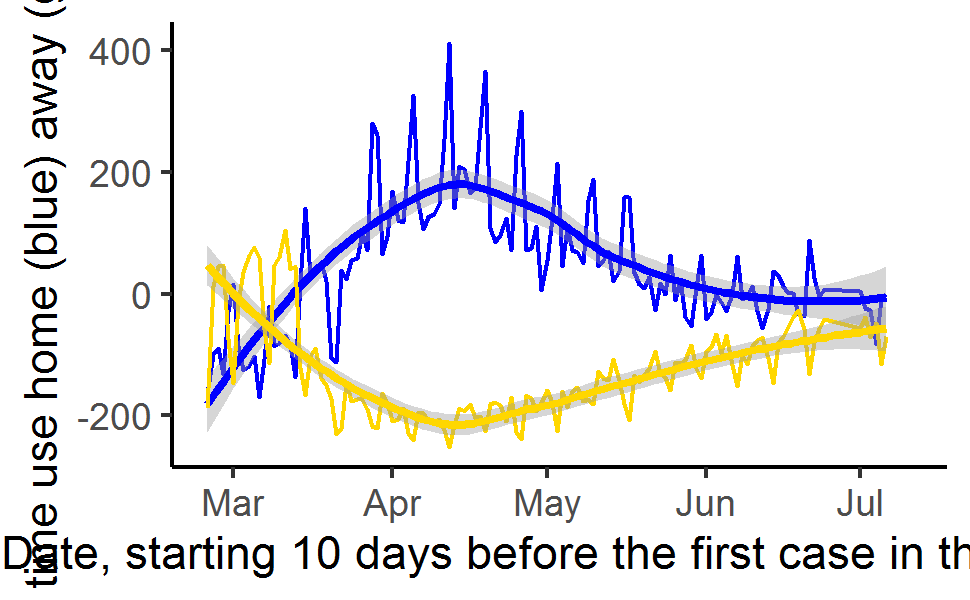 time use home (blue) away (g
400
200
0
-200
Mar Apr May Jun Jul
Date, starting 10 days before the first case in th